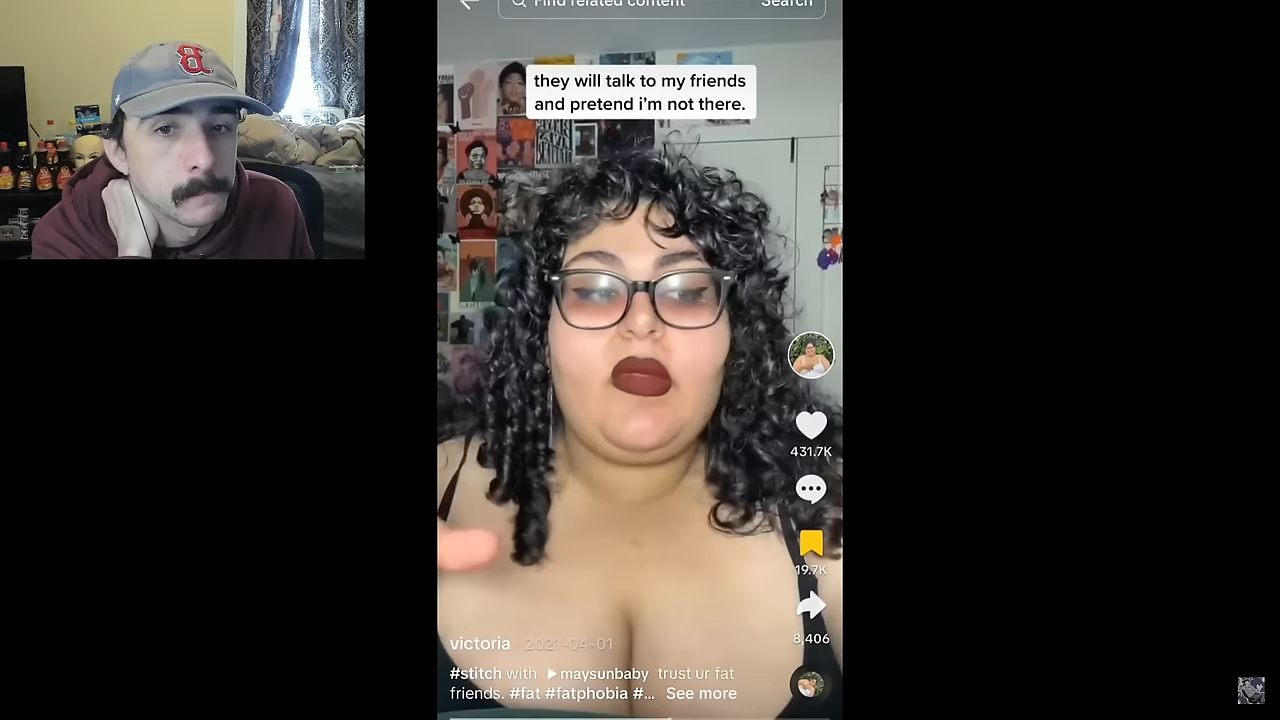 Find related content Search
they will talk to my friends
and pretend i'm not there.
B
431.7K
19.7K
8,406
victoria · 2021-04-01
#stitch with ▶ maysunbaby trust ur fat
friends. #fat #fatphobia #... See more